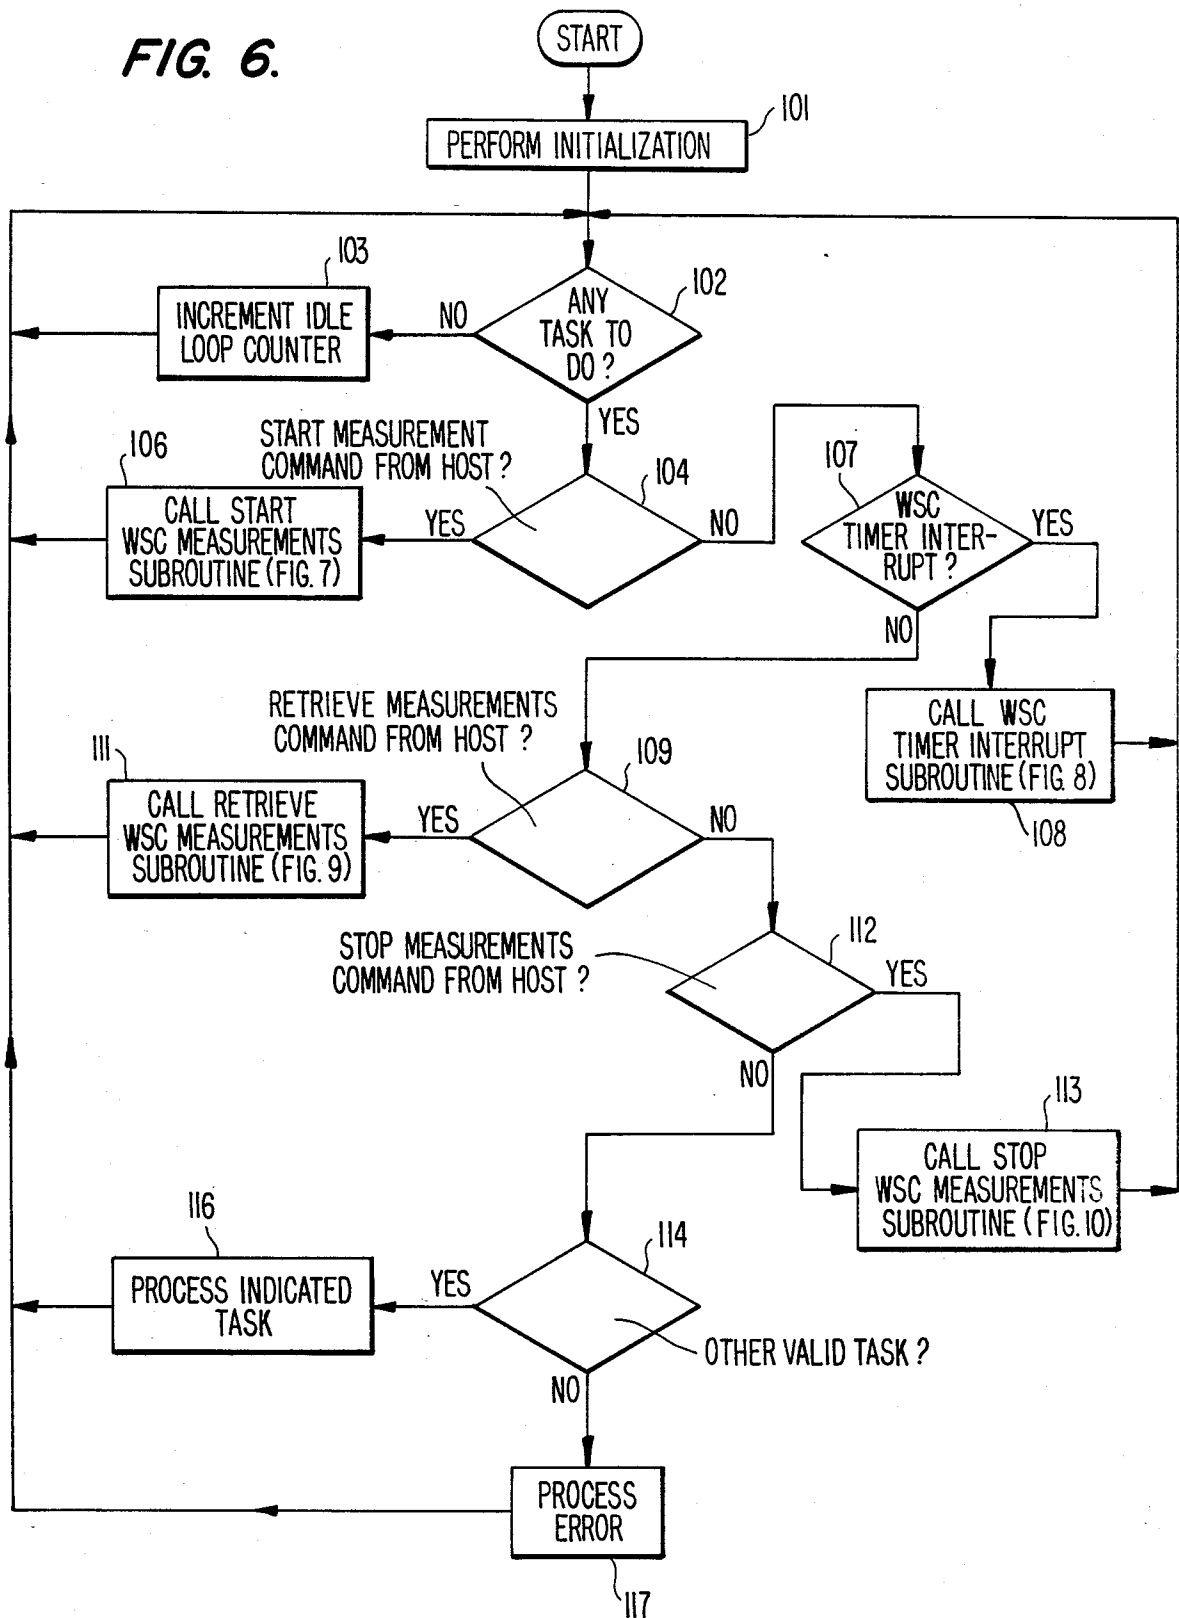 FIG. 6.
START
101
PERFORM INITIALIZATION
103
INCREMENT IDLE
LOOP COUNTER
NO
102
ANY
TASK TO
DO ?
YES
START MEASUREMENT
COMMAND FROM HOST ?
106
CALL START
WSC MEASUREMENTS
SUBROUTINE (FIG. 7)
YES
104
NO
107
WSC
TIMER INTER-
RUPT ?
YES
NO
CALL WSC
TIMER INTERRUPT
SUBROUTINE (FIG. 8)
108
RETRIEVE MEASUREMENTS
COMMAND FROM HOST ?
111
CALL RETRIEVE
WSC MEASUREMENTS
SUBROUTINE (FIG. 9)
YES
109
NO
STOP MEASUREMENTS
COMMAND FROM HOST ?
112
YES
NO
113
CALL STOP
WSC MEASUREMENTS
SUBROUTINE (FIG. 10)
116
PROCESS INDICATED
TASK
YES
114
OTHER VALID TASK ?
NO
PROCESS
ERROR
117